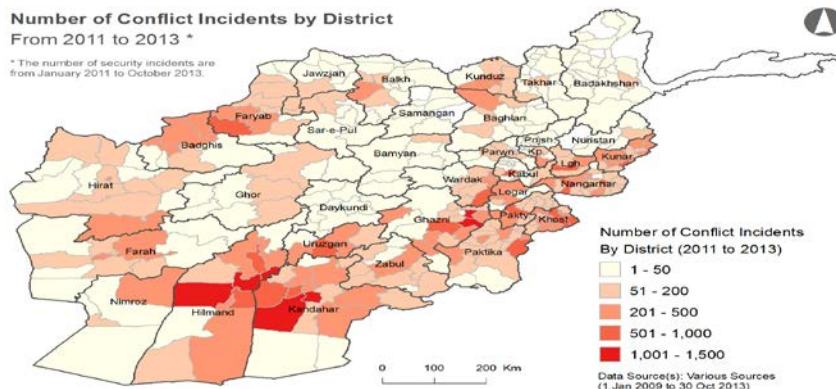 Number of Conflict Incidents by District
From 2011 to 2013 *
* The number of security incidents are
from January 2011 to October 2013.
Jawzjan
Balkh
Kunduz
Takhar
Badakhshan
Faryab
Samangan
Baghlan
Sar-e-Pul
Badghis
Pnjsh
Nuristan
Bamyan
Parwn
Kp.
Kunar
Kabul
Lgh.
Hirat
Ghor
Wardak
Nangarhar
Logar
Daykundi
Ghazni
Pakty
Khost
Farah
Uruzgan
Zabul
Paktika
Nimroz
Hilmand
Kandahar
Number of Conflict Incidents
By District (2011 to 2013)
1 - 50
51 - 200
201 - 500
501 - 1,000
1,001 - 1,500
0 100 200 Km
Data Source(s): Various Sources
(1 Jan 2009 to 30 Oct 2013)